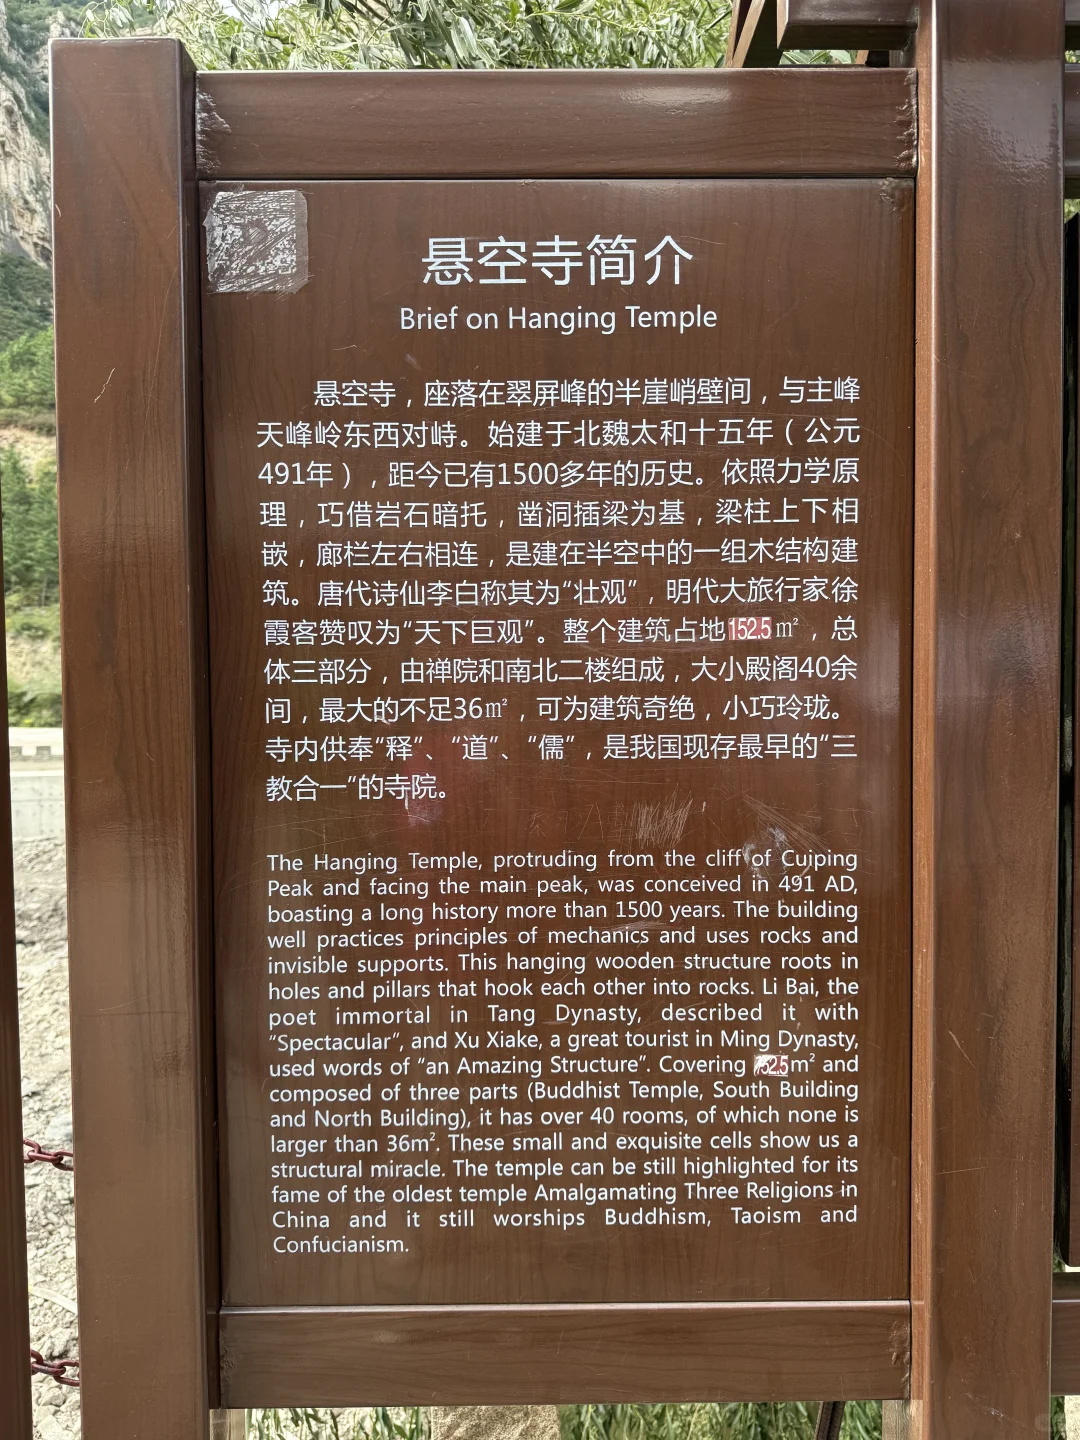 悬空寺简介
Brief on Hanging Temple
悬空寺，座落在翠屏峰的半崖峭壁间，与主峰
天峰岭东西对峙。始建于北魏太和十五年（公元
491年），距今已有1500多年的历史。依照力学原
理，巧借岩石暗托，凿洞插梁为基，梁柱上下相
嵌，廊栏左右相连，是建在半空中的一组木结构建
筑。唐代诗仙李白称其为“壮观”，明代大旅行家徐
霞客赞叹为“天下巨观”。整个建筑占地152.5㎡，总
体三部分，由禅院和南北二楼组成，大小殿阁40余
间，最大的不足36㎡，可为建筑奇绝，小巧玲珑。
寺内供奉“释”、“道”、“儒”，是我国现存最早的“三
教合一”的寺院。
The Hanging Temple, protruding from the cliff of Cuiping
Peak and facing the main peak, was conceived in 491 AD,
boasting a long history more than 1500 years. The building
well practices principles of mechanics and uses rocks and
invisible supports. This hanging wooden structure roots in
holes and pillars that hook each other into rocks. Li Bai, the
poet immortal in Tang Dynasty, described it with
“Spectacular”, and Xu Xiake, a great tourist in Ming Dynasty,
used words of “an Amazing Structure”. Covering 152.5m² and
composed of three parts (Buddhist Temple, South Building
and North Building), it has over 40 rooms, of which none is
larger than 36m². These small and exquisite cells show us a
structural miracle. The temple can be still highlighted for its
fame of the oldest temple Amalgamating Three Religions in
China and it still worships Buddhism, Taoism and
Confucianism.